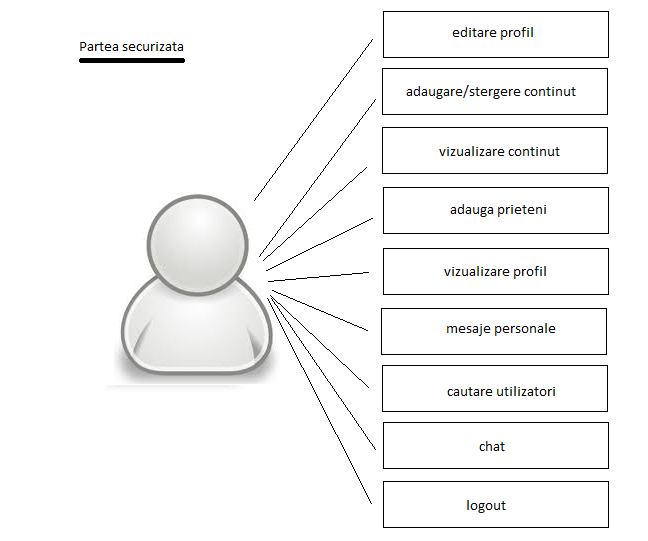 Partea securizata
editare profil
adaugare/stergere continut
vizualizare continut
adauga prieteni
vizualizare profil
mesaje personale
cautare utilizatori
chat
logout